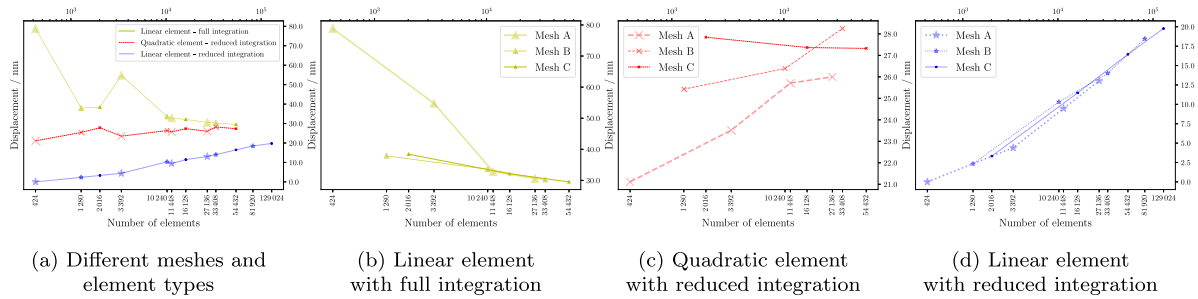 10³ 10⁴ 10⁵
Linear element - full integration
Quadratic element - reduced integration
Linear element - reduced integration
80.0
70.0
60.0
50.0
40.0
30.0
20.0
10.0
0.0
Displacement / nm
424 1 280 2 016 3 392 10 240 11 448 16 128 27 136 33 408 54 432 81 920 129 024
Number of elements
(a) Different meshes and
element types
10³ 10⁴
Mesh A
Mesh B
Mesh C
80.0
70.0
60.0
50.0
40.0
30.0
Displacement / nm
424 1 280 2 016 3 392 10 240 11 448 16 128 27 136 33 408 54 432
Number of elements
(b) Linear element
with full integration
10³ 10⁴
Mesh A
Mesh B
Mesh C
28.0
27.0
26.0
25.0
24.0
23.0
22.0
21.0
Displacement / nm
424 1 280 2 016 3 392 10 240 11 448 16 128 27 136 33 408 54 432
Number of elements
(c) Quadratic element
with reduced integration
10³ 10⁴ 10⁵
Mesh A
Mesh B
Mesh C
20.0
17.5
15.0
12.5
10.0
7.5
5.0
2.5
0.0
Displacement / nm
424 1 280 2 016 3 392 10 240 11 448 16 128 27 136 33 408 54 432 81 920 129 024
Number of elements
(d) Linear element
with reduced integration